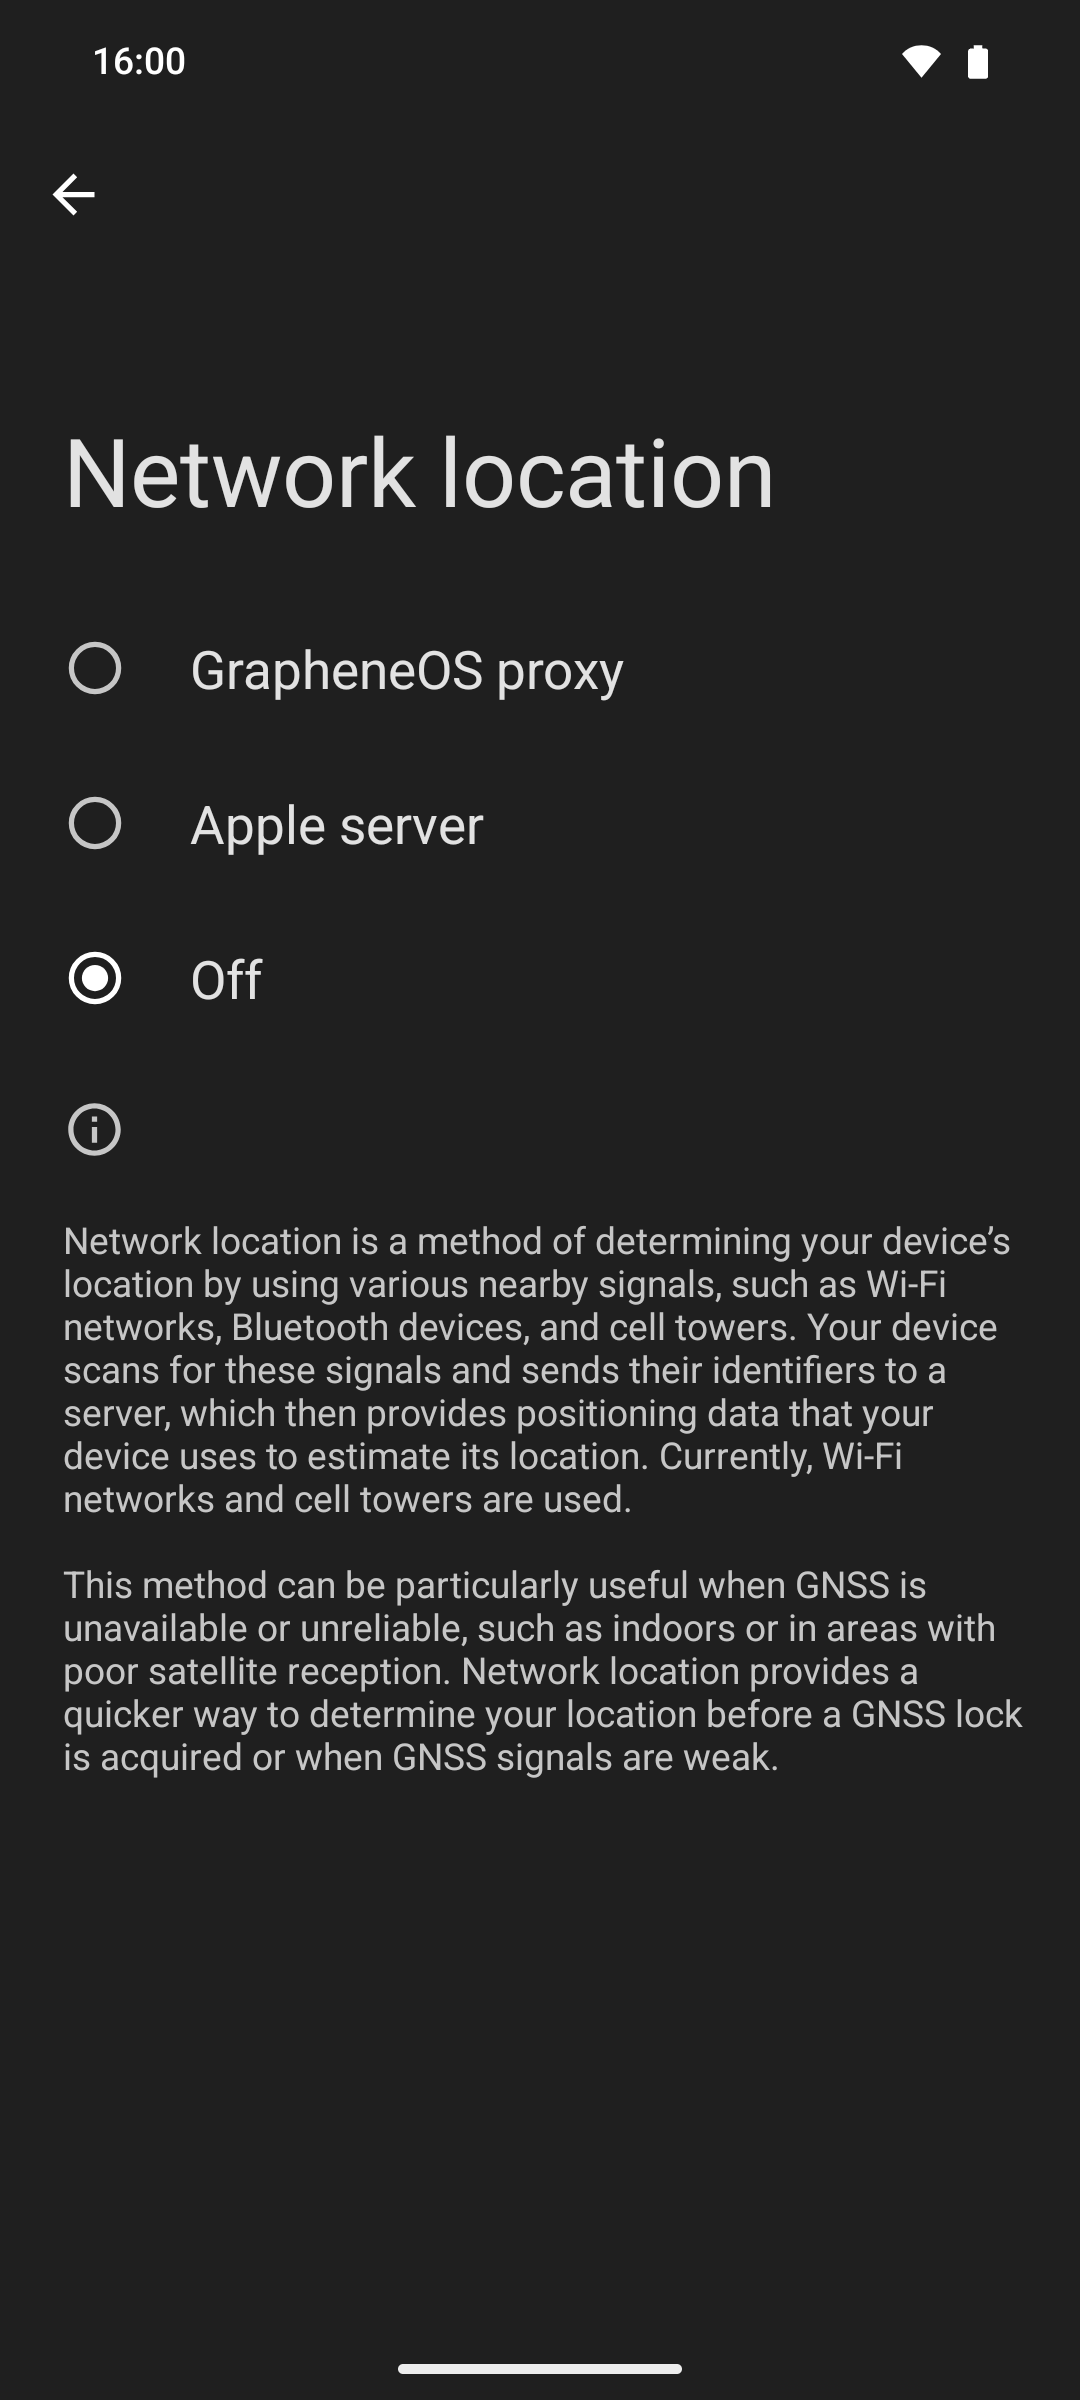 16:00
Network location
GrapheneOS proxy
Apple server
Off
Network location is a method of determining your device’s
location by using various nearby signals, such as Wi-Fi
networks, Bluetooth devices, and cell towers. Your device
scans for these signals and sends their identifiers to a
server, which then provides positioning data that your
device uses to estimate its location. Currently, Wi-Fi
networks and cell towers are used.
This method can be particularly useful when GNSS is
unavailable or unreliable, such as indoors or in areas with
poor satellite reception. Network location provides a
quicker way to determine your location before a GNSS lock
is acquired or when GNSS signals are weak.